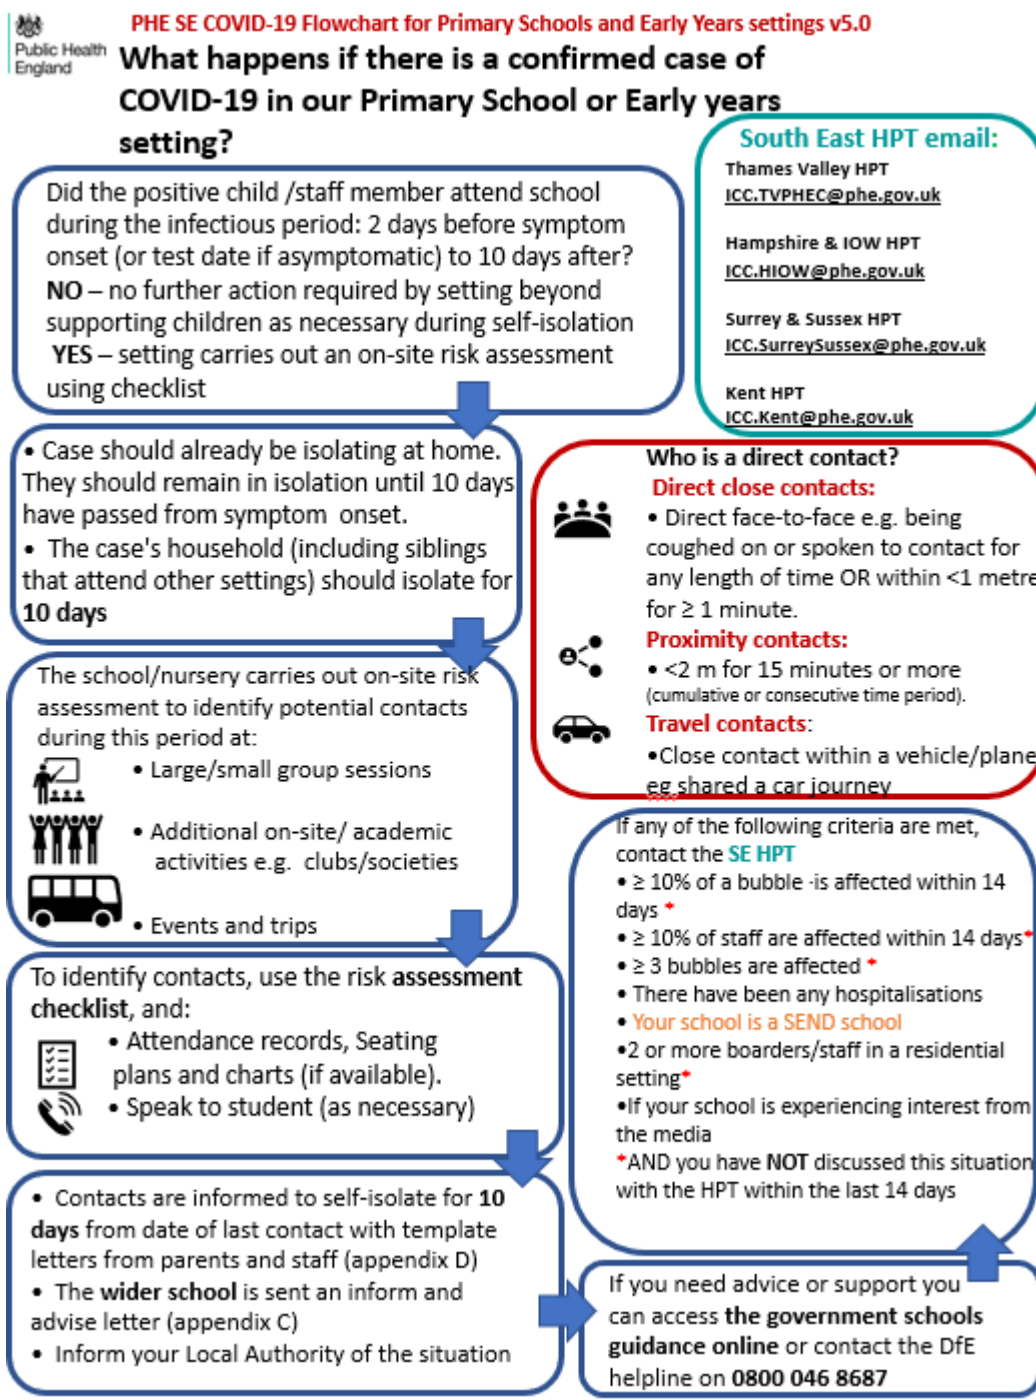 PHE SE COVID-19 Flowchart for Primary Schools and Early Years settings v5.0
Public Health
England
What happens if there is a confirmed case of
COVID-19 in our Primary School or Early years
setting?
South East HPT email:
Thames Valley HPT
ICC.TVPHEC@phe.gov.uk
Hampshire & IOW HPT
ICC.HIOW@phe.gov.uk
Surrey & Sussex HPT
ICC.SurreySussex@phe.gov.uk
Kent HPT
ICC.Kent@phe.gov.uk
Did the positive child /staff member attend school
during the infectious period: 2 days before symptom
onset (or test date if asymptomatic) to 10 days after?
NO – no further action required by setting beyond
supporting children as necessary during self-isolation
YES – setting carries out an on-site risk assessment
using checklist
• Case should already be isolating at home.
They should remain in isolation until 10 days
have passed from symptom onset.
• The case's household (including siblings
that attend other settings) should isolate for
10 days
Who is a direct contact?
Direct close contacts:
• Direct face-to-face e.g. being
coughed on or spoken to contact for
any length of time OR within <1 metre
for ≥ 1 minute.
Proximity contacts:
• <2 m for 15 minutes or more
(cumulative or consecutive time period).
Travel contacts:
•Close contact within a vehicle/plane
eg shared a car journey
The school/nursery carries out on-site risk
assessment to identify potential contacts
during this period at:
• Large/small group sessions
• Additional on-site/ academic
activities e.g. clubs/societies
• Events and trips
To identify contacts, use the risk assessment
checklist, and:
• Attendance records, Seating
plans and charts (if available).
• Speak to student (as necessary)
• Contacts are informed to self-isolate for 10
days from date of last contact with template
letters from parents and staff (appendix D)
• The wider school is sent an inform and
advise letter (appendix C)
• Inform your Local Authority of the situation
If any of the following criteria are met,
contact the SE HPT
• ≥ 10% of a bubble ·is affected within 14
days *
• ≥ 10% of staff are affected within 14 days*
• ≥ 3 bubbles are affected *
• There have been any hospitalisations
• Your school is a SEND school
•2 or more boarders/staff in a residential
setting*
•If your school is experiencing interest from
the media
*AND you have NOT discussed this situation
with the HPT within the last 14 days
If you need advice or support you
can access the government schools
guidance online or contact the DfE
helpline on 0800 046 8687